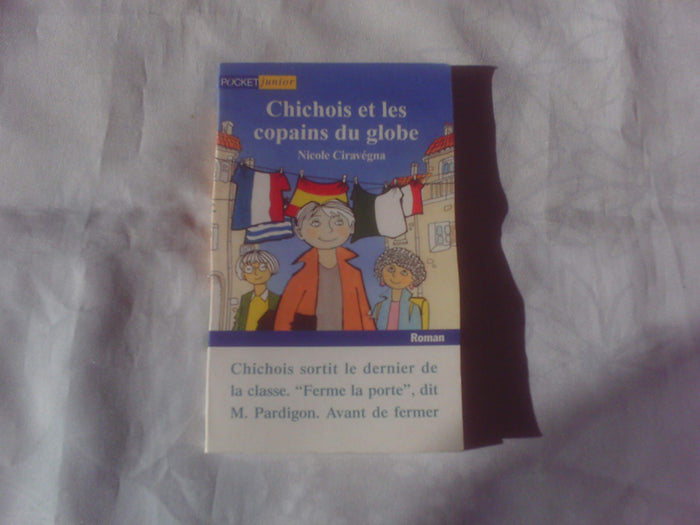 POCKET junior
Chichois et les
copains du globe
Nicole Ciravégna
Roman
Chichois sortit le dernier de
la classe. “Ferme la porte”, dit
M. Pardigon. Avant de fermer